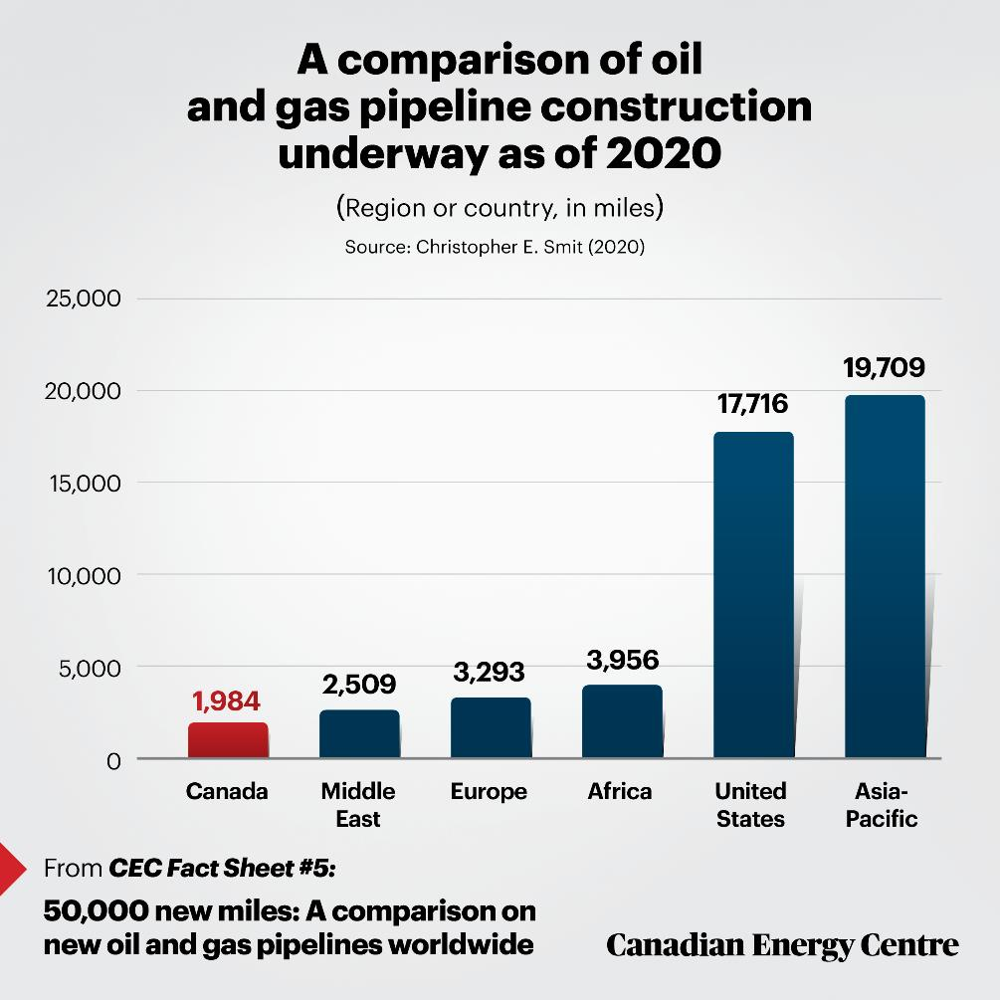 A comparison of oil
and gas pipeline construction
underway as of 2020
(Region or country, in miles)
Source: Christopher E. Smit (2020)
25,000
20,000
15,000
10,000
5,000
0
1,984
2,509
3,293
3,956
17,716
19,709
Canada
Middle
East
Europe
Africa
United
States
Asia-
Pacific
From CEC Fact Sheet #5:
50,000 new miles: A comparison on
new oil and gas pipelines worldwide
Canadian Energy Centre